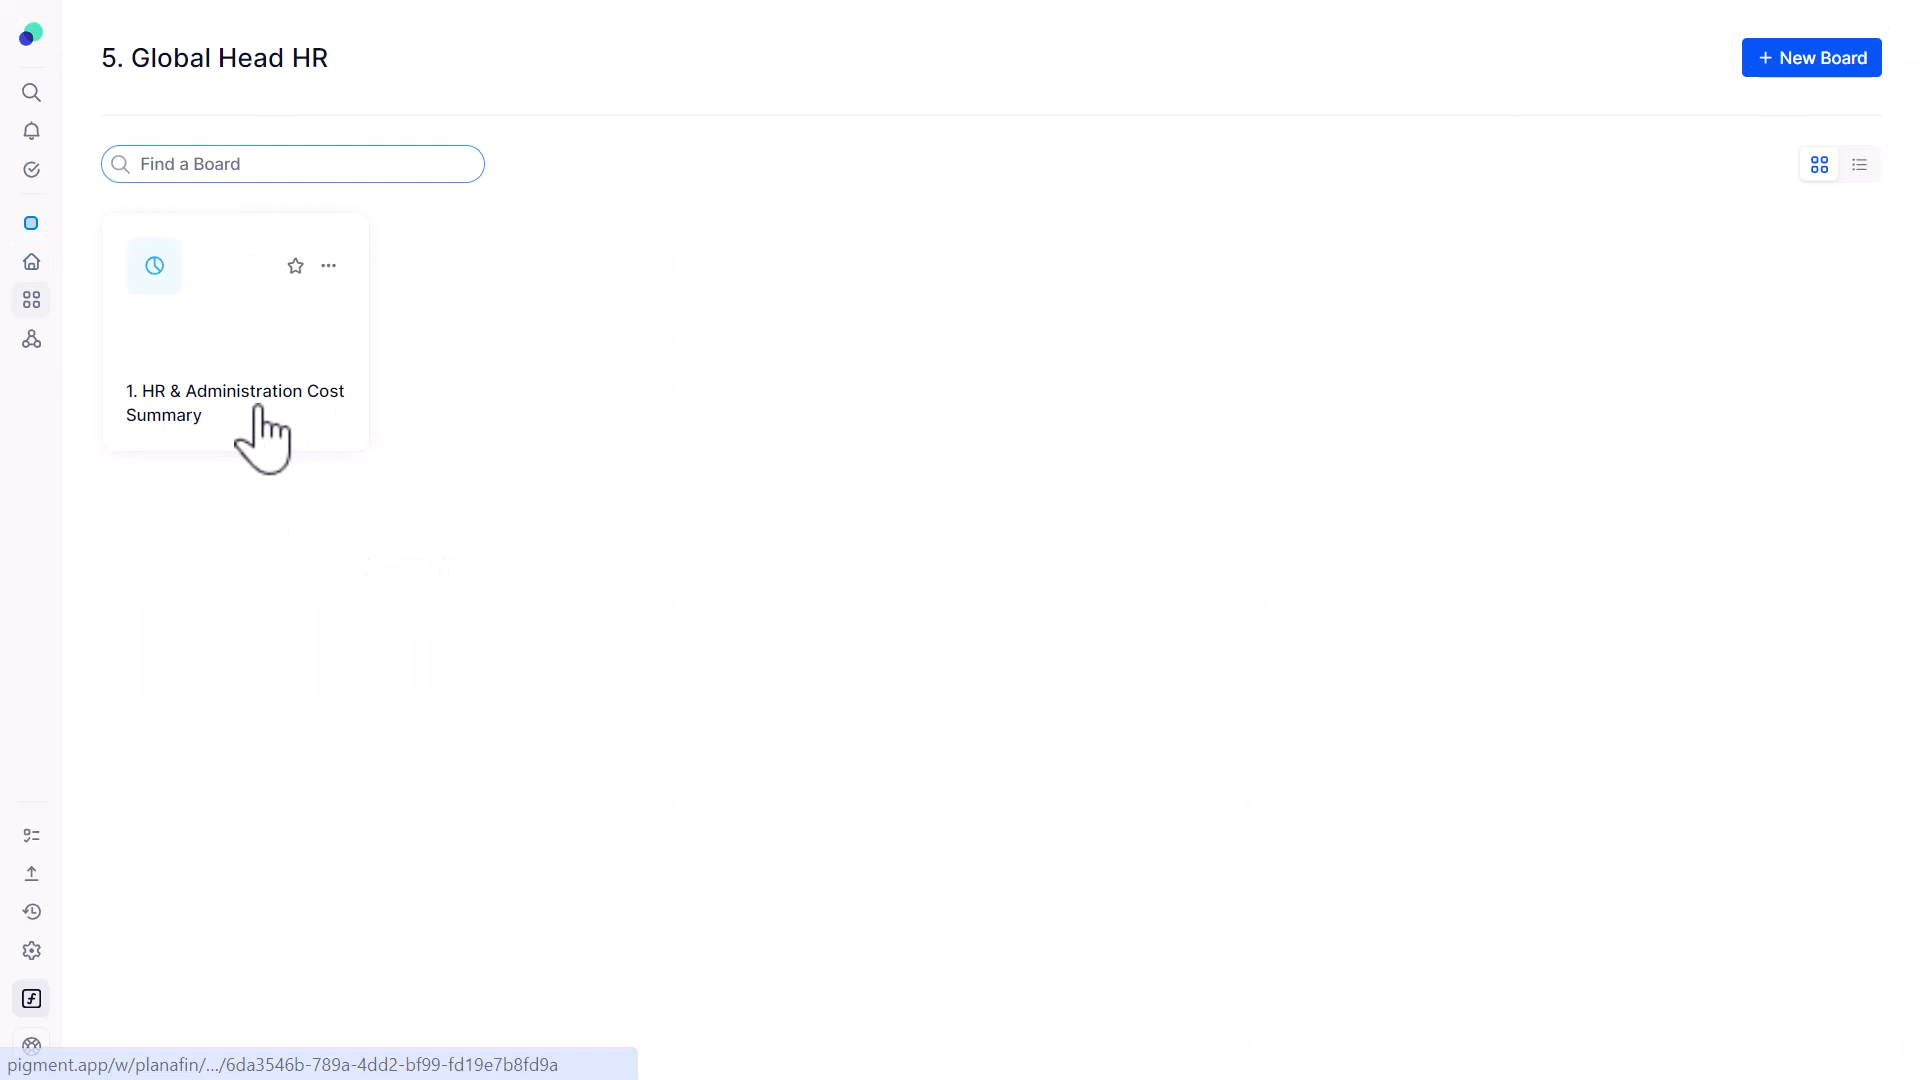 5. Global Head HR
+ New Board
Find a Board
1. HR & Administration Cost
Summary
pigment.app/w/planafin/.../6da3546b-789a-4dd2-bf99-fd19e7b8fd9a